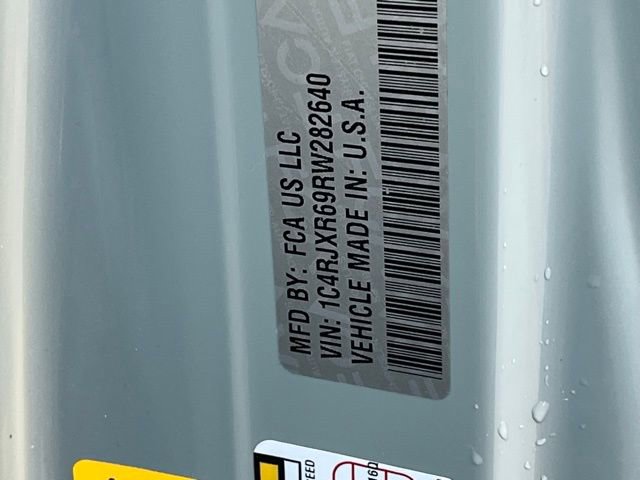 MFD BY: FCA US LLC
VIN: 1C4RJXR69RW282640
VEHICLE MADE IN: U.S.A.